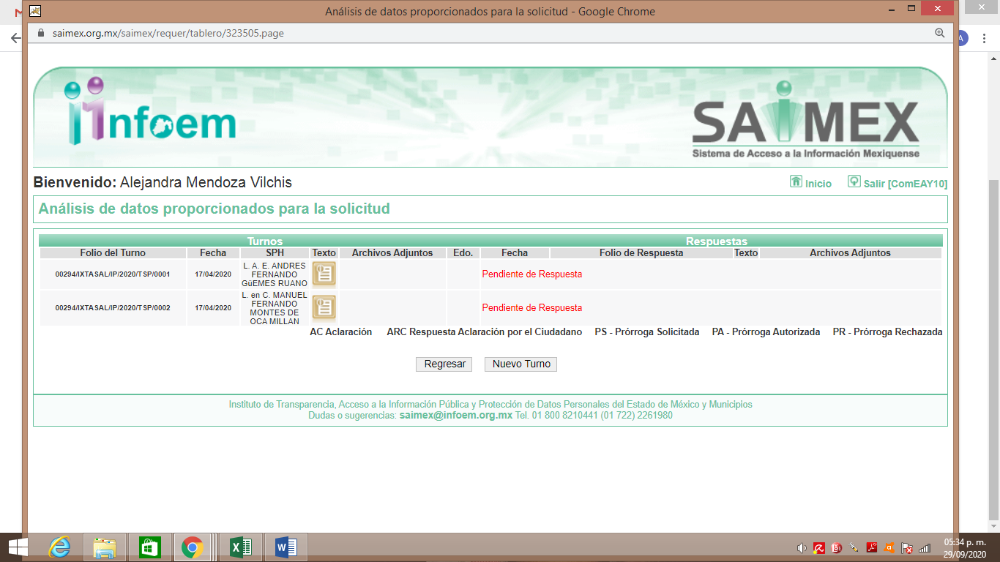 Análisis de datos proporcionados para la solicitud - Google Chrome
saimex.org.mx/saimex/requer/tablero/323505.page
A
infoem
SAiMEX
Sistema de Acceso a la Información Mexiquense
Bienvenido: Alejandra Mendoza Vilchis
Inicio Salir [ComEAY10]
Análisis de datos proporcionados para la solicitud
Turnos Respuestas
Folio del Turno Fecha SPH Texto Archivos Adjuntos Edo. Fecha Folio de Respuesta Texto Archivos Adjuntos
00294/IXTASAL/IP/2020/TSP/0001 17/04/2020 L. A. E. ANDRES
FERNANDO
GüEMES RUANO
Pendiente de Respuesta
00294/IXTASAL/IP/2020/TSP/0002 17/04/2020 L. en C. MANUEL
FERNANDO
MONTES DE
OCA MILLAN
Pendiente de Respuesta
AC Aclaración ARC Respuesta Aclaración por el Ciudadano PS - Prórroga Solicitada PA - Prórroga Autorizada PR - Prórroga Rechazada
Regresar Nuevo Turno
Instituto de Transparencia, Acceso a la Información Pública y Protección de Datos Personales del Estado de México y Municipios
Dudas o sugerencias: saimex@infoem.org.mx Tel. 01 800 8210441 (01 722) 2261980
05:34 p. m.
29/09/2020